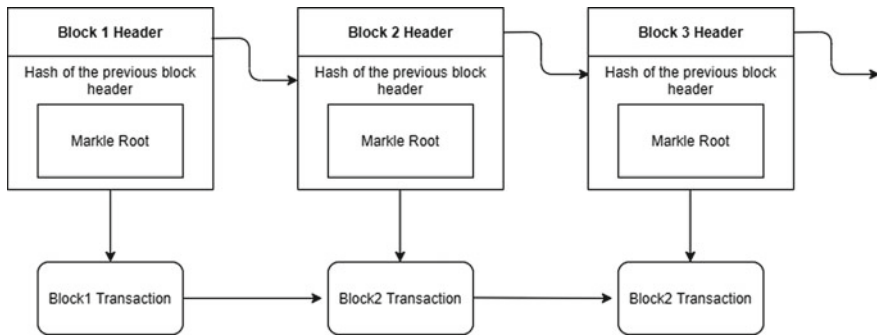 Block 1 Header
Block 2 Header
Block 3 Header
Hash of the previous block
header
Hash of the previous block
header
Hash of the previous block
header
Markle Root
Markle Root
Markle Root
Block1 Transaction
Block2 Transaction
Block2 Transaction